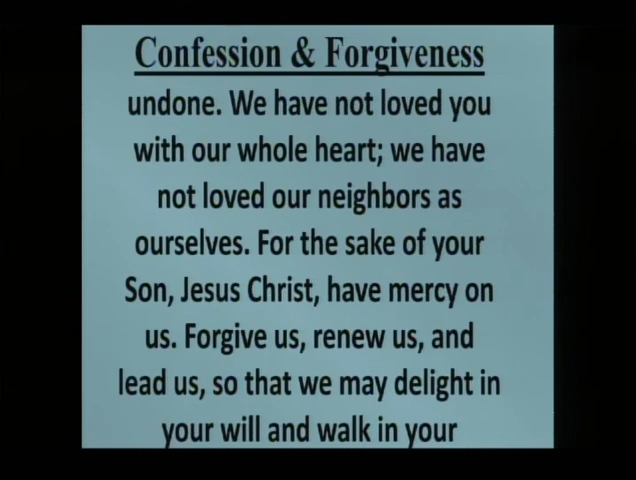 Confession & Forgiveness
undone. We have not loved you
with our whole heart; we have
not loved our neighbors as
ourselves. For the sake of your
Son, Jesus Christ, have mercy on
us. Forgive us, renew us, and
lead us, so that we may delight in
your will and walk in your